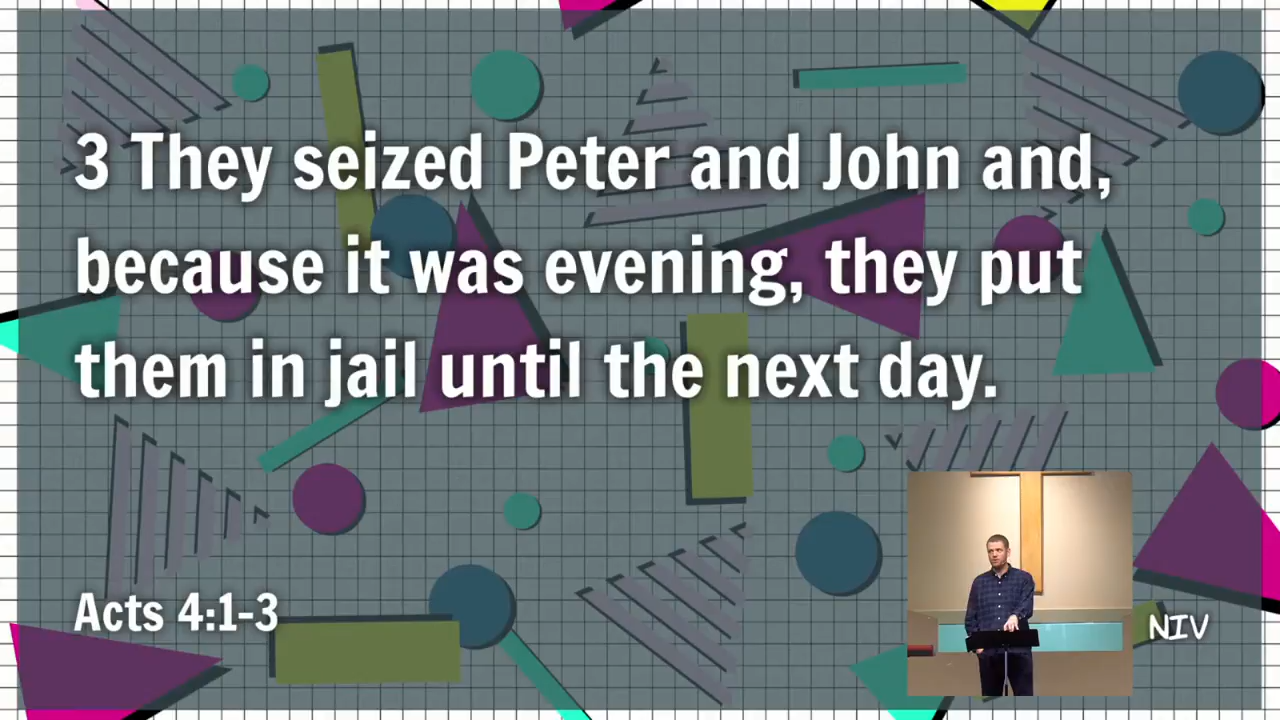 3 They seized Peter and John and,
because it was evening, they put
them in jail until the next day.
Acts 4:1-3
NIV